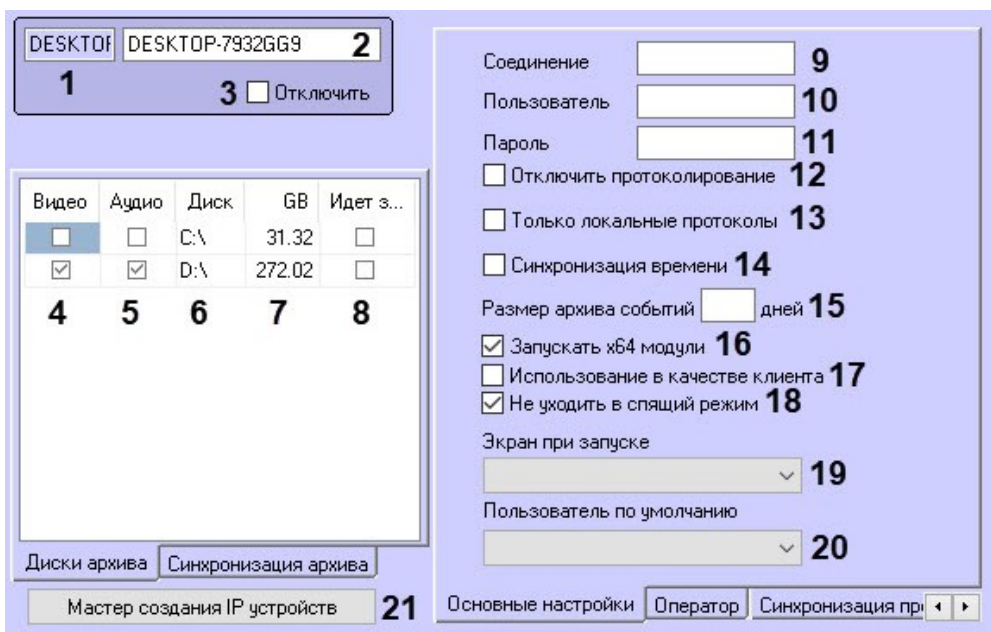 DESKTOF DESKTOP-7932GG9 2
1
3 Отключить
Видео Аудио Диск GB Идет з...
C:\ 31.32
D:\ 272.02
4 5 6 7 8
Диски архива Синхронизация архива
Мастер создания IP устройств 21
Соединение 9
Пользователь 10
Пароль 11
Отключить протоколирование 12
Только локальные протоколы 13
Синхронизация времени 14
Размер архива событий дней 15
Запускать x64 модули 16
Использование в качестве клиента 17
Не уходить в спящий режим 18
Экран при запуске
19
Пользователь по умолчанию
20
Основные настройки Оператор Синхронизация пр